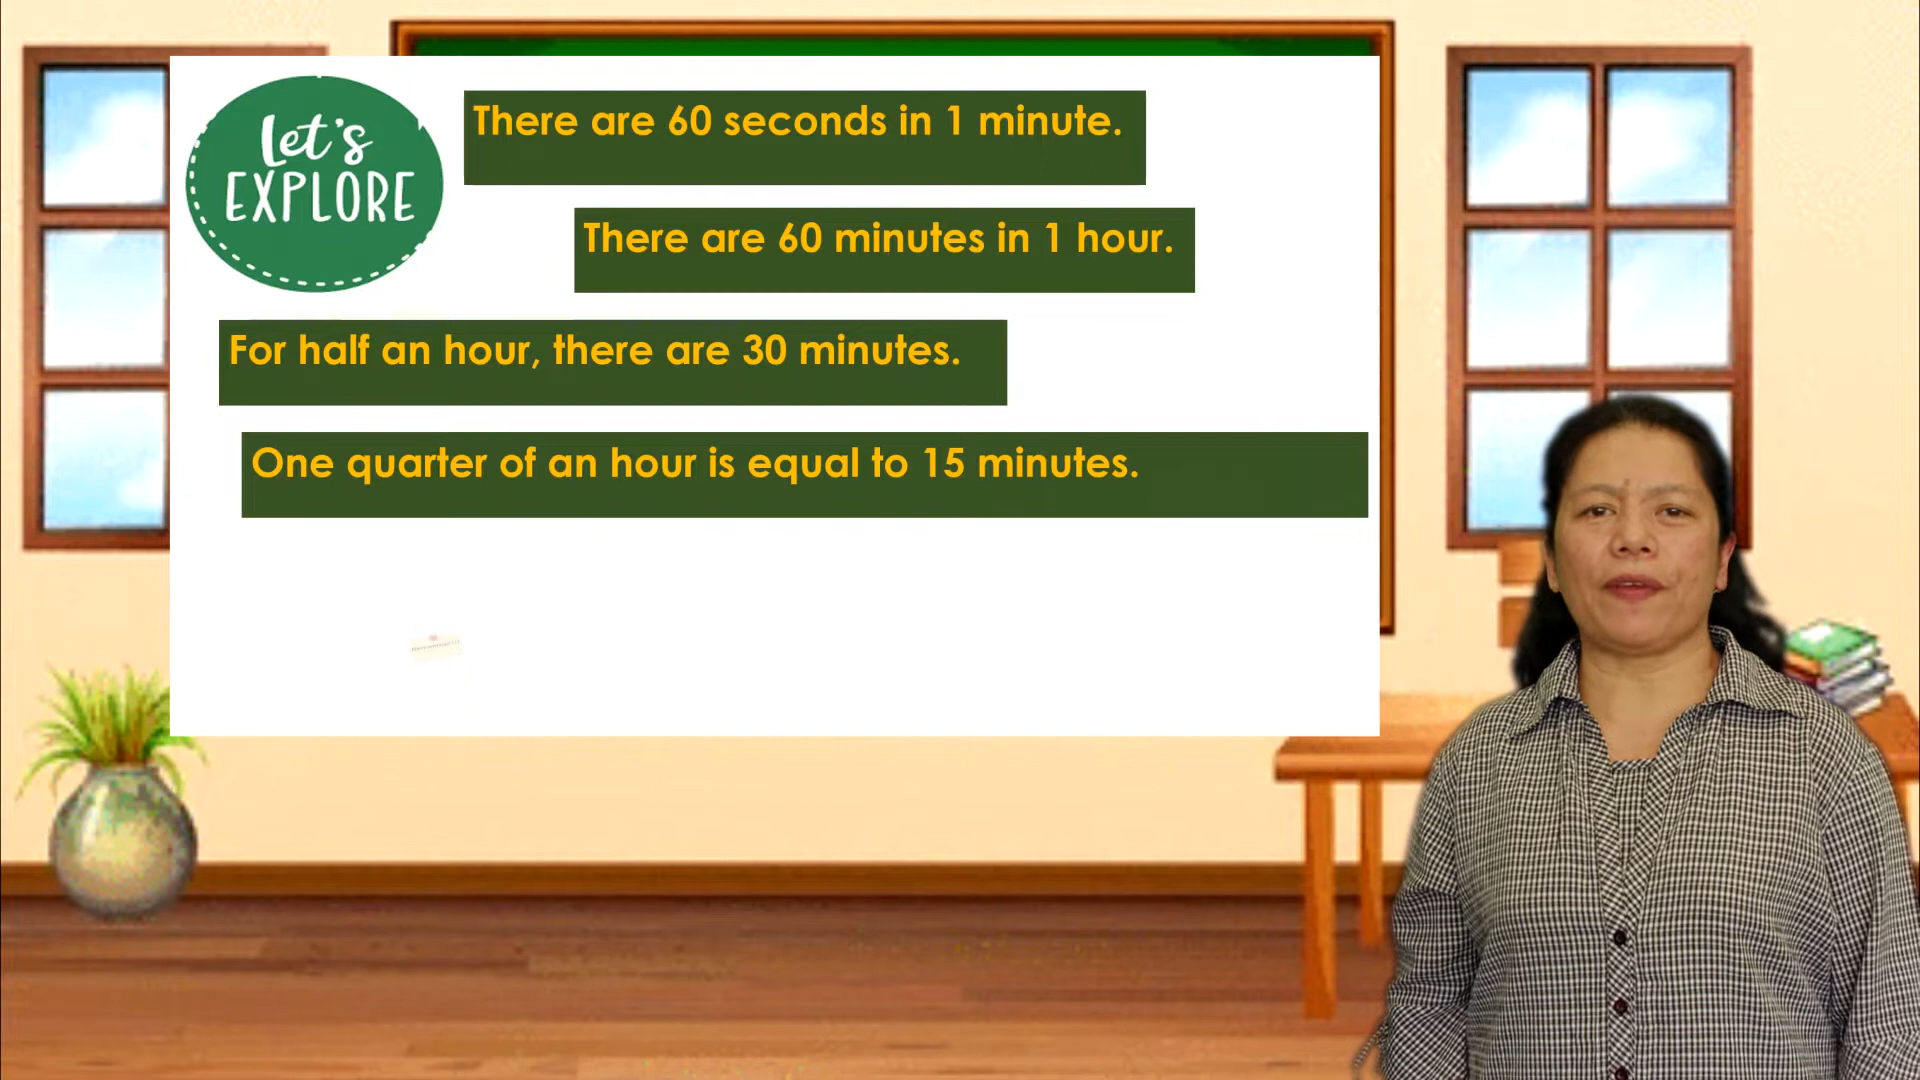 Let's
EXPLORE
There are 60 seconds in 1 minute.
There are 60 minutes in 1 hour.
For half an hour, there are 30 minutes.
One quarter of an hour is equal to 15 minutes.